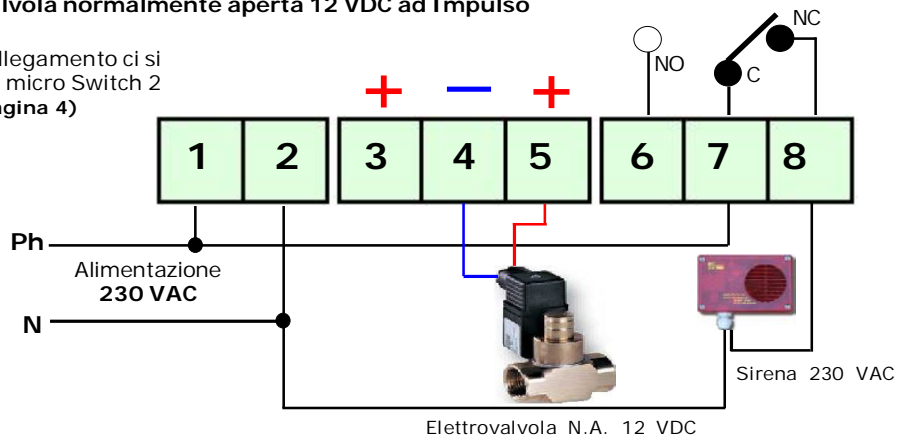 lvola normalmente aperta 12 VDC ad Impulso
llegamento ci si
micro Switch 2
gina 4)
NC
NO
C
+ — +
1 2 3 4 5 6 7 8
Ph
Alimentazione
230 VAC
N
Sirena 230 VAC
Elettrovalvola N.A. 12 VDC